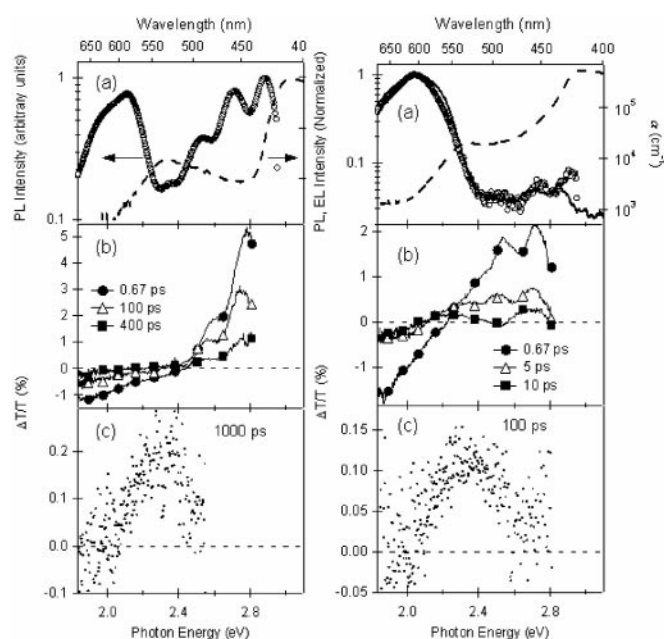 Wavelength (nm)
650 600 550 500 450 410
PL Intensity (arbitrary units)
1
0.1
(a)
(b)
5
4
3
2
1
0
-1
0.67 ps
100 ps
400 ps
ΔT/T (%)
(c)
1000 ps
0.2
0.1
0.0
-0.1
2.0 2.4 2.8
Photon Energy (eV)
Wavelength (nm)
650 600 550 500 450 400
PL, EL Intensity (Normalized)
1
0.1
0.01
(a)
10⁵
10⁴
10³
α (cm⁻¹)
(b)
2
1
0
-1
0.67 ps
5 ps
10 ps
ΔT/T (%)
(c)
100 ps
0.15
0.10
0.05
0.00
-0.05
2.0 2.4 2.8
Photon Energy (eV)